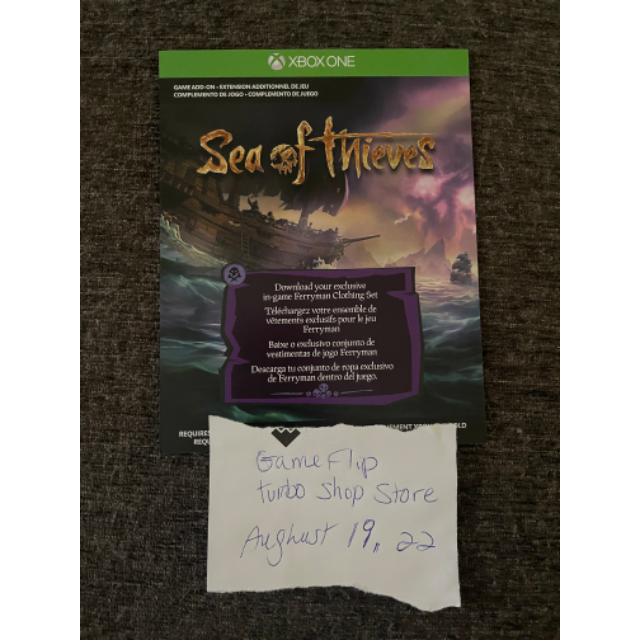 XBOX ONE
GAME ADD-ON • EXTENSION ADDITIONNEL DE JEU
COMPLEMENTO DE JOGO • COMPLEMENTO DE JUEGO
Sea of Thieves
Download your exclusive
in-game Ferryman Clothing Set
Téléchargez votre ensemble de
vêtements exclusifs pour le jeu
Ferryman
Baixe o exclusivo conjunto de
vestimentas de jogo Ferryman
Descarga tu conjunto de ropa exclusivo
de Ferryman dentro del juego.
REQUIRES
GameFlip
turbo shop store
Aughust 19, 22